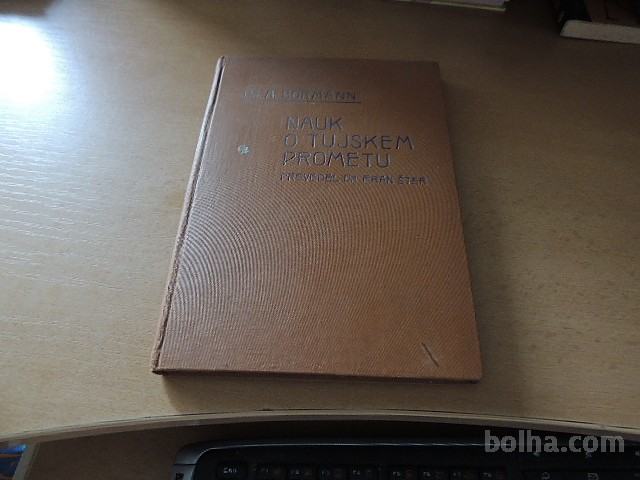 NAUK
O TUJSKEM
PROMETU
PREVEDEL DR. FRAN ŠTER
bolha.com